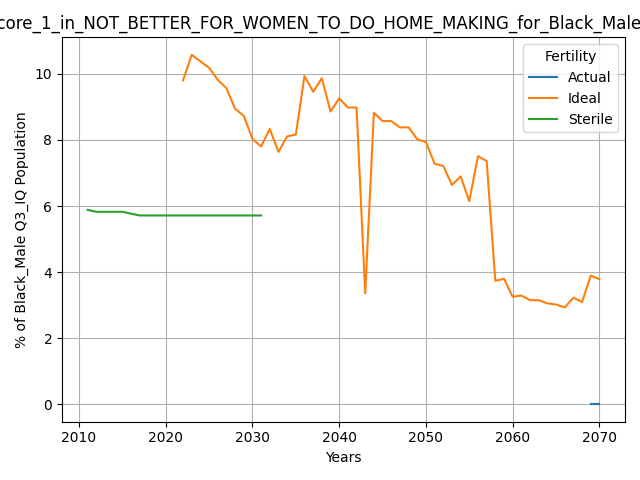 core_1_in_NOT_BETTER_FOR_WOMEN_TO_DO_HOME_MAKING_for_Black_Male
Fertility
Actual
Ideal
Sterile
% of Black_Male Q3_IQ Population
10
8
6
4
2
0
2010 2020 2030 2040 2050 2060 2070
Years